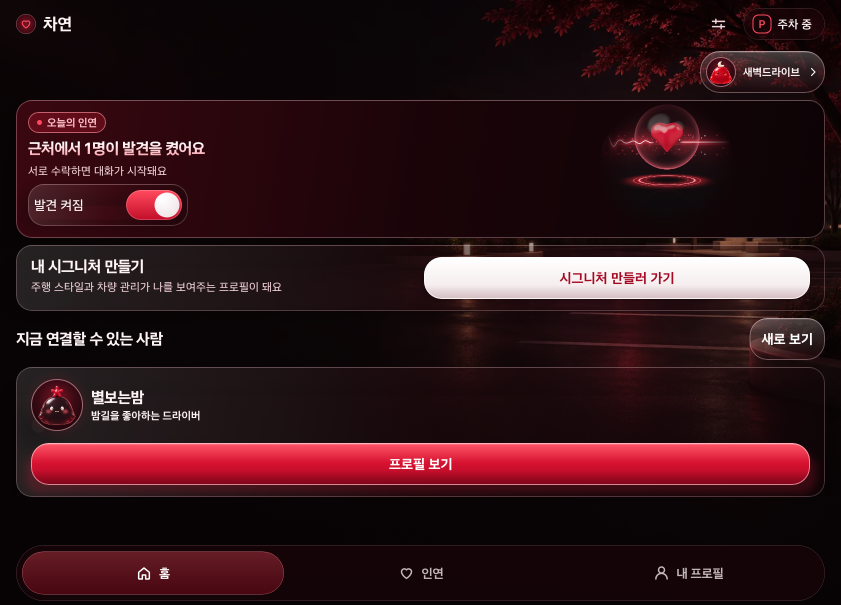 차연
P 주차 중
새벽드라이브
오늘의 인연
근처에서 1명이 발견을 켰어요
서로 수락하면 대화가 시작돼요
발견 켜짐
내 시그니처 만들기
주행 스타일과 차량 관리가 나를 보여주는 프로필이 돼요
시그니처 만들러 가기
지금 연결할 수 있는 사람
새로 보기
별보는밤
밤길을 좋아하는 드라이버
프로필 보기
홈
인연
내 프로필